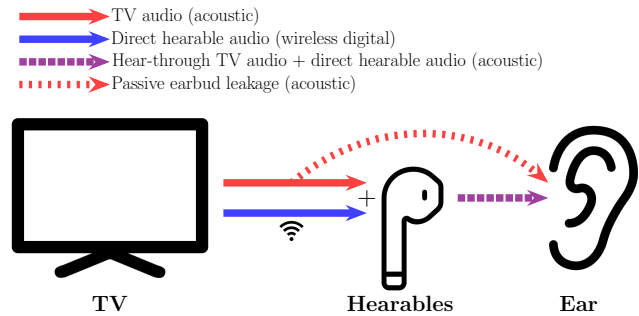 TV audio (acoustic)
Direct hearable audio (wireless digital)
Hear-through TV audio + direct hearable audio (acoustic)
Passive earbud leakage (acoustic)
+
TV Hearables Ear